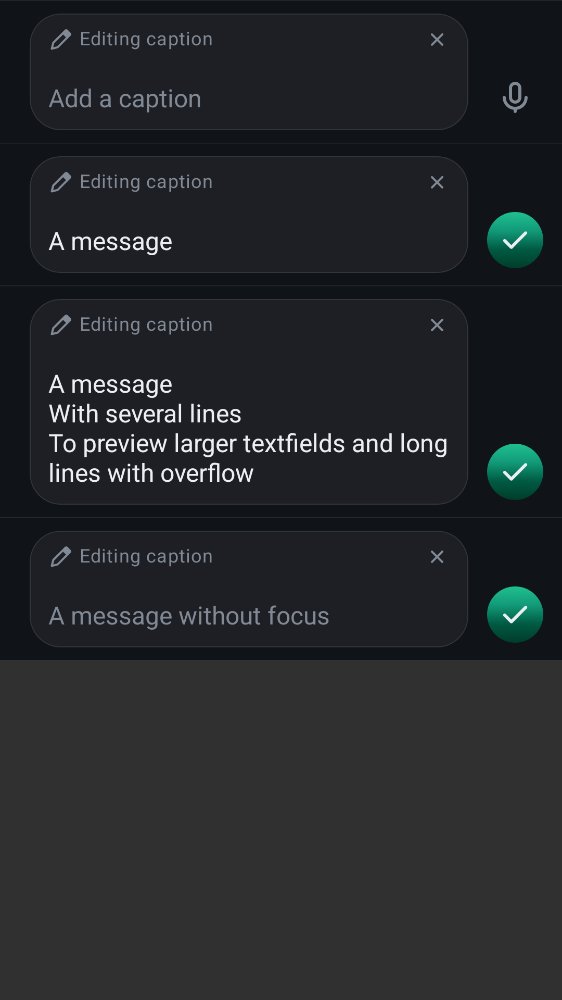 Editing caption
Add a caption
Editing caption
A message
Editing caption
A message
With several lines
To preview larger textfields and long
lines with overflow
Editing caption
A message without focus